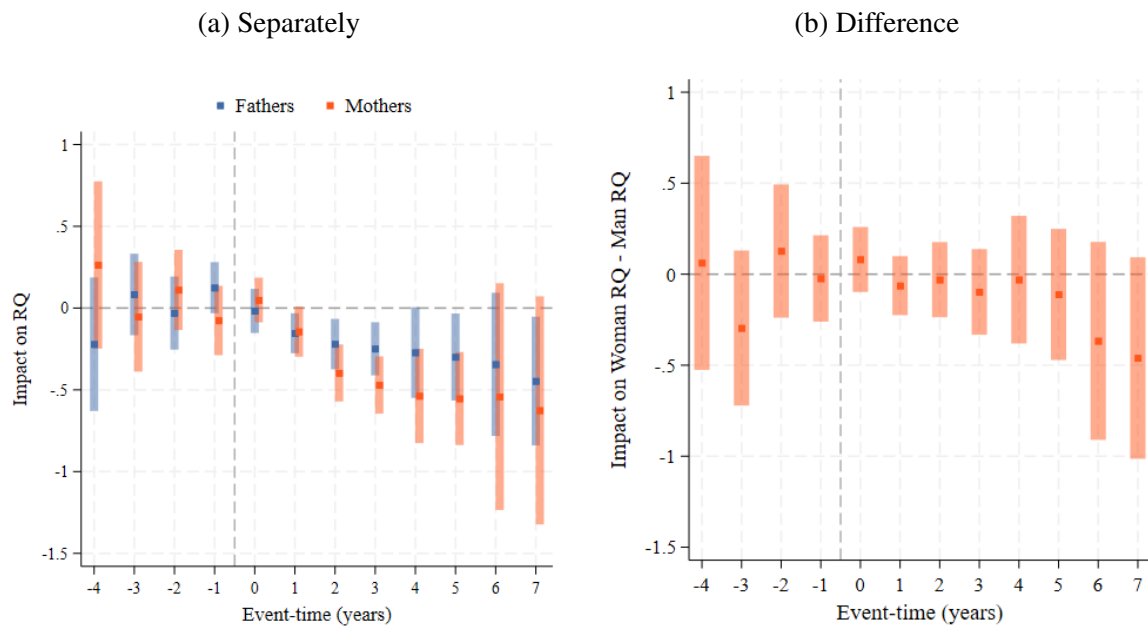 (a) Separately
Fathers Mothers
1
.5
0
-.5
-1
-1.5
Impact on RQ
-4 -3 -2 -1 0 1 2 3 4 5 6 7
Event-time (years)
(b) Difference
1
.5
0
-.5
-1
-1.5
Impact on Woman RQ - Man RQ
-4 -3 -2 -1 0 1 2 3 4 5 6 7
Event-time (years)